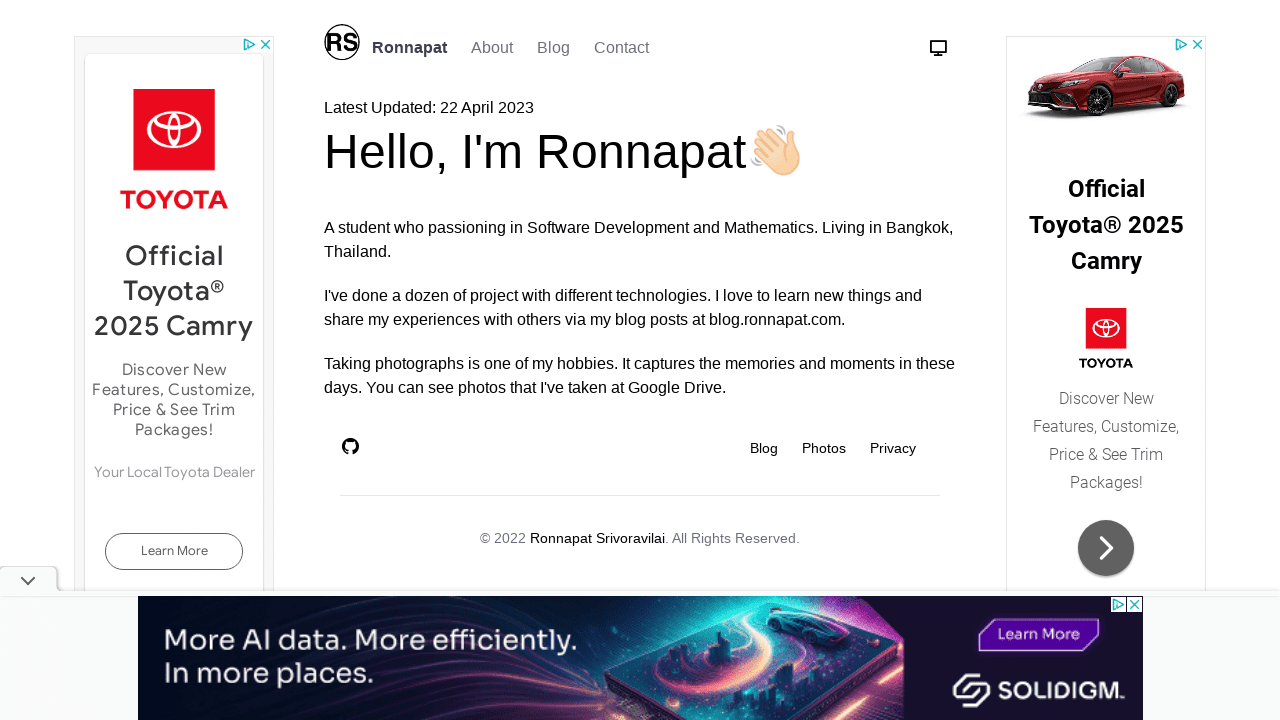 RS
Ronnapat
About
Blog
Contact
Latest Updated: 22 April 2023
Hello, I'm Ronnapat👋🏻
A student who passioning in Software Development and Mathematics. Living in Bangkok,
Thailand.
I've done a dozen of project with different technologies. I love to learn new things and
share my experiences with others via my blog posts at blog.ronnapat.com.
Taking photographs is one of my hobbies. It captures the memories and moments in these
days. You can see photos that I've taken at Google Drive.
Blog
Photos
Privacy
© 2022 Ronnapat Srivoravilai. All Rights Reserved.
TOYOTA
Official
Toyota®
2025 Camry
Discover New
Features, Customize,
Price & See Trim
Packages!
Your Local Toyota Dealer
Learn More
Official
Toyota® 2025
Camry
TOYOTA
Discover New
Features, Customize,
Price & See Trim
Packages!
More AI data. More efficiently.
In more places.
Learn More
SOLIDIGM™